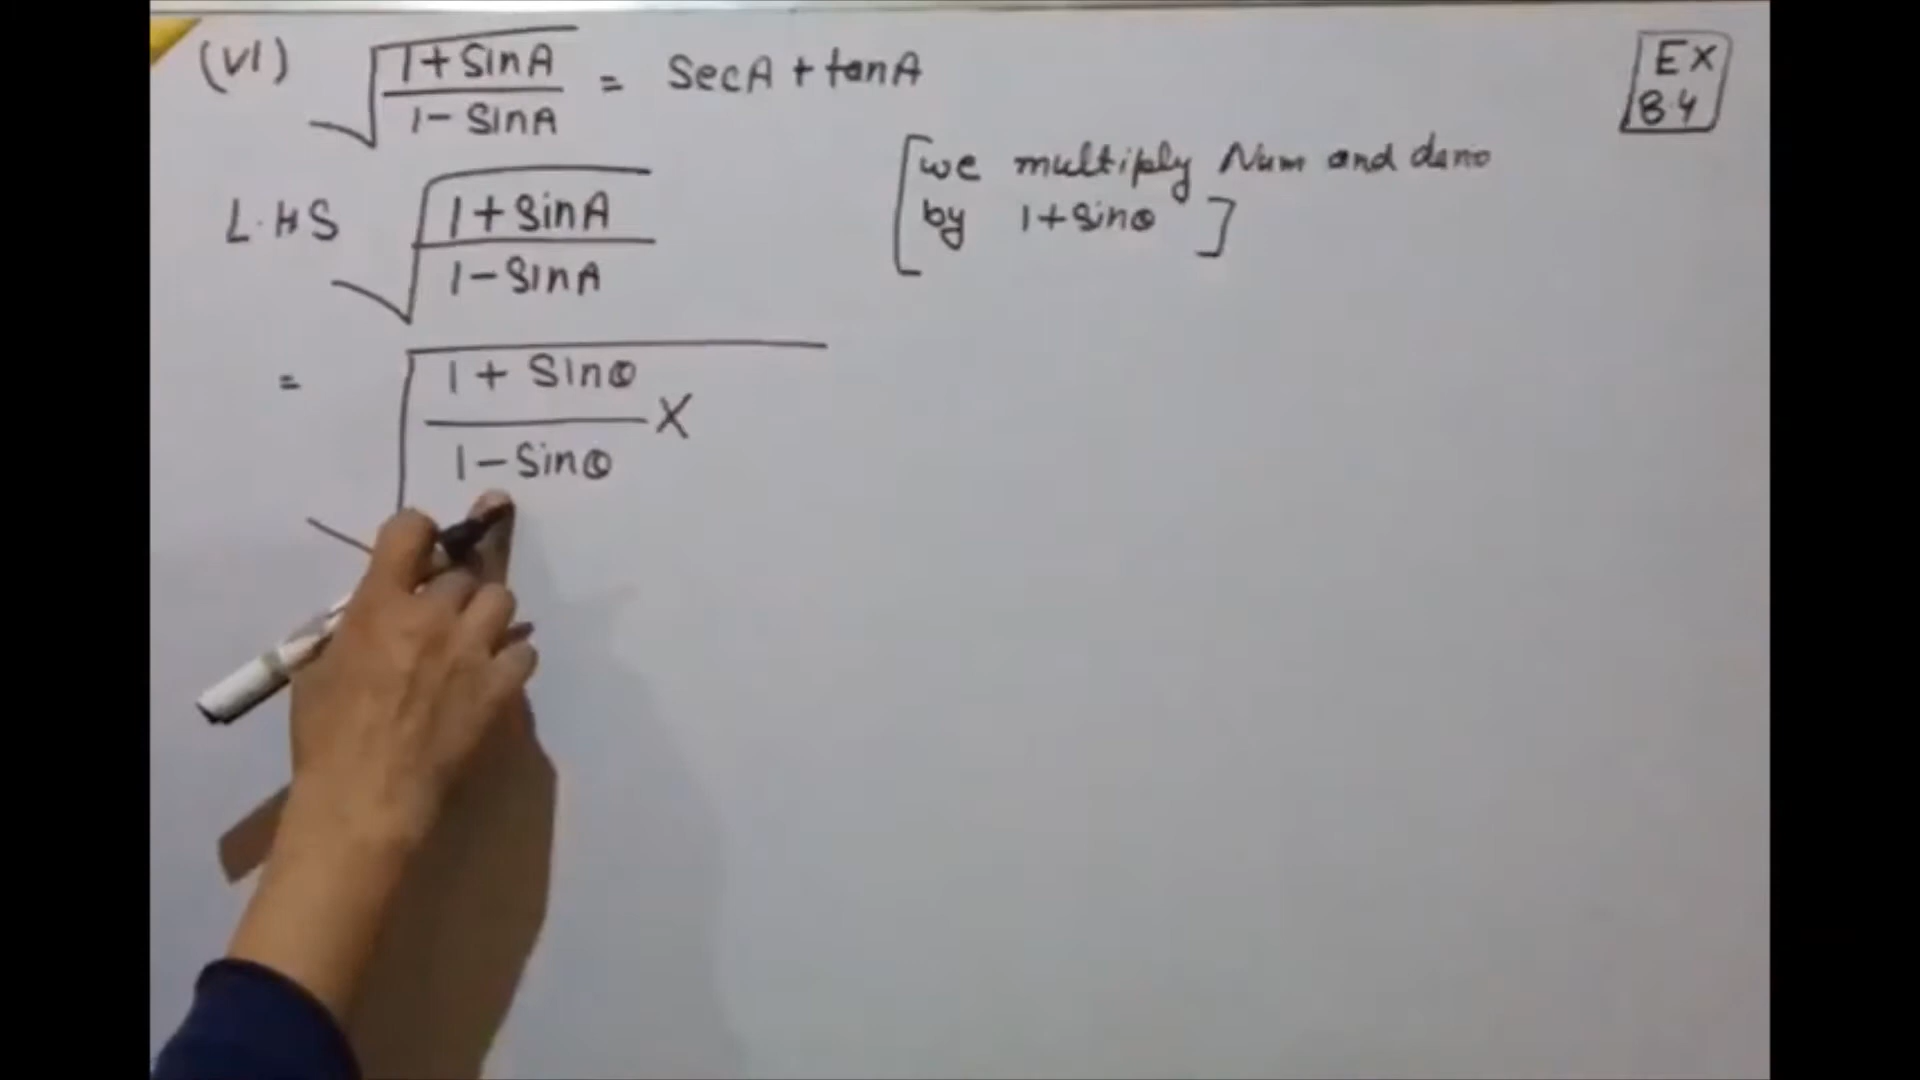 (VI) √(1+SinA / 1-SinA) = SecA + tanA
EX
8.4
[we multiply Num and deno
by 1+Sinθ ]
L.HS √(1+SinA / 1-SinA)
= √(1 + Sinθ / 1-Sinθ X